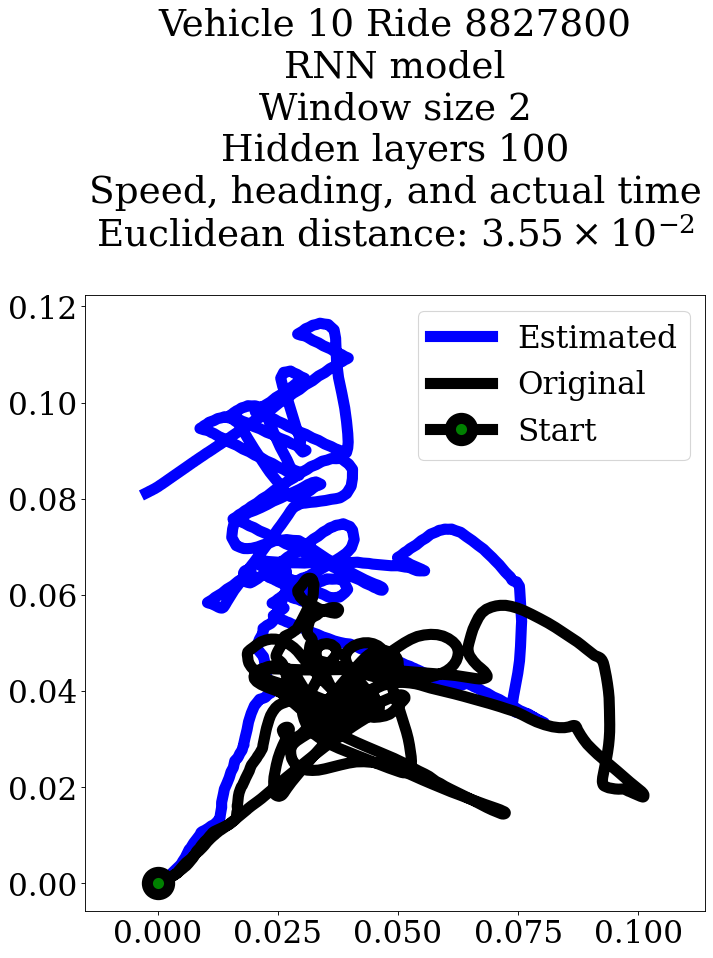 Vehicle 10 Ride 8827800
RNN model
Window size 2
Hidden layers 100
Speed, heading, and actual time
Euclidean distance: 3.55 × 10⁻²
0.12
0.10
0.08
0.06
0.04
0.02
0.00
Estimated
Original
Start
0.000 0.025 0.050 0.075 0.100